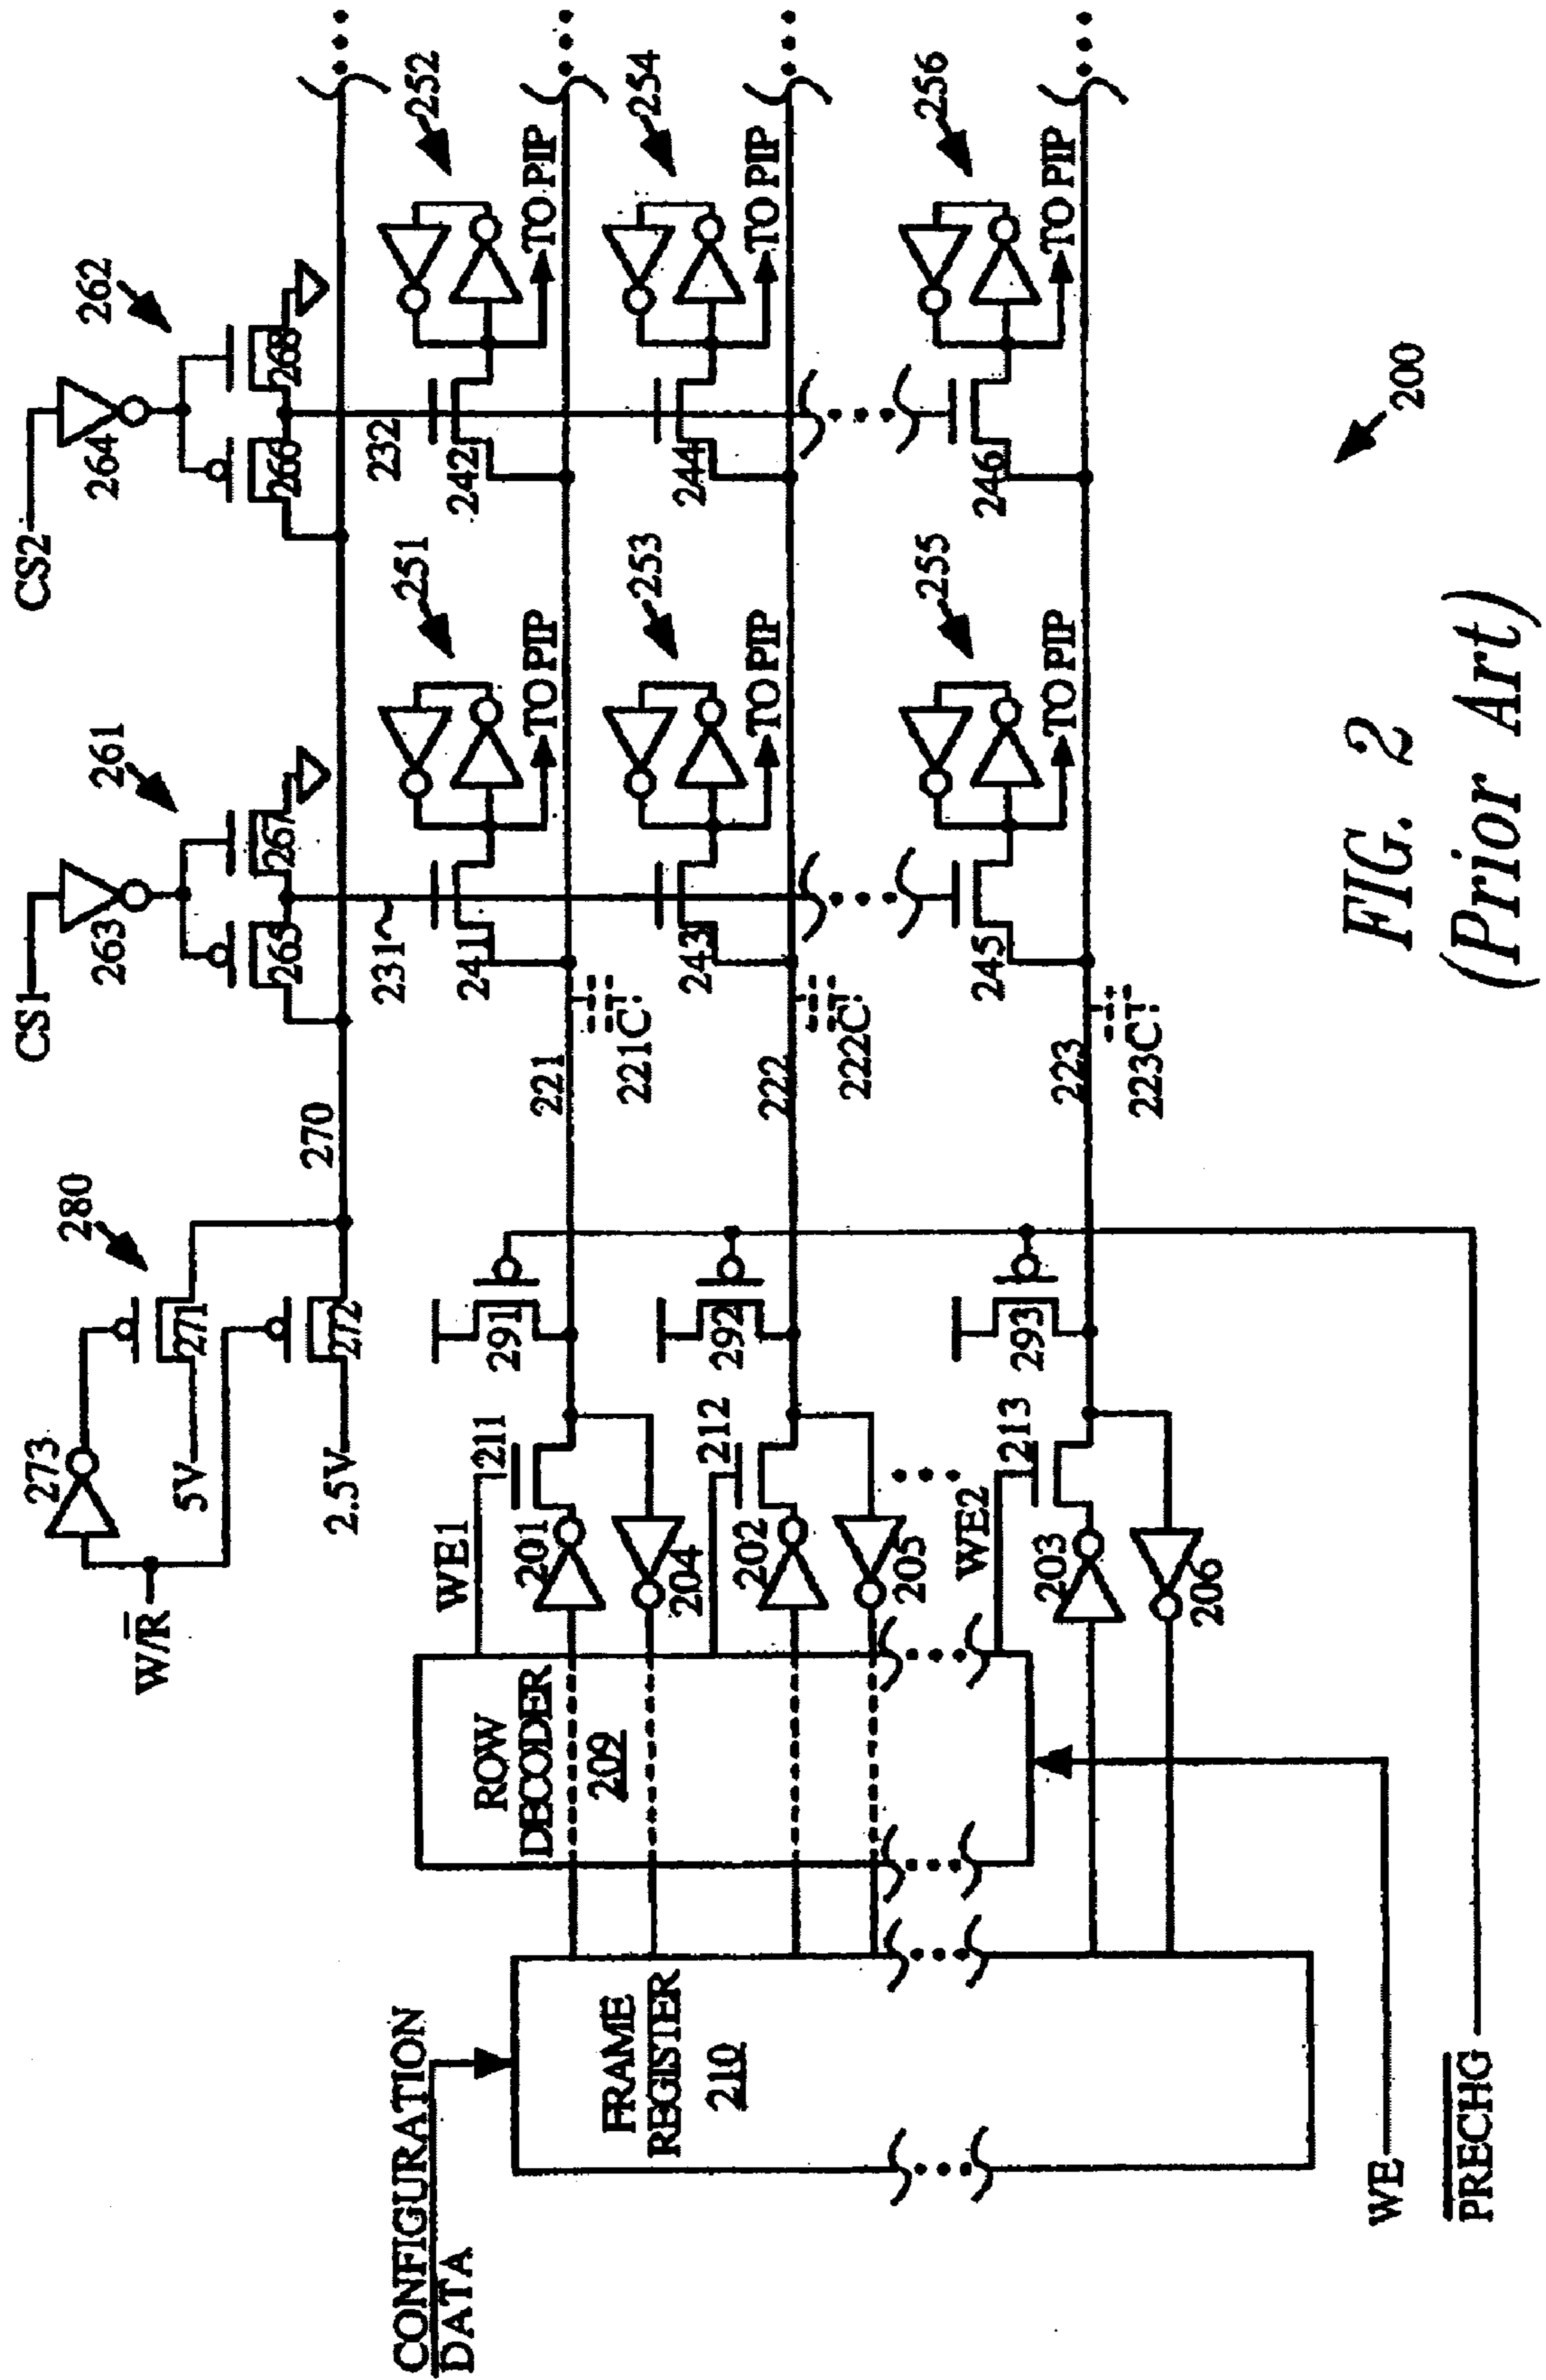 CS1
CS2
261
262
263
264
280
273
W/R̅
271
5V
265
267
266
268
272
2.5V
270
231
232
251
252
241
242
TO PIP
TO PIP
WE1
211
291
201
221
221C
204
253
254
243
244
TO PIP
TO PIP
212
292
202
222
222C
205
255
256
245
246
TO PIP
TO PIP
WE2
213
293
203
223
223C
206
ROW
DECODER
209
CONFIGURATION
DATA
FRAME
REGISTER
210
WE
P̅R̅E̅C̅H̅G̅
200
FIG. 2
(Prior Art)